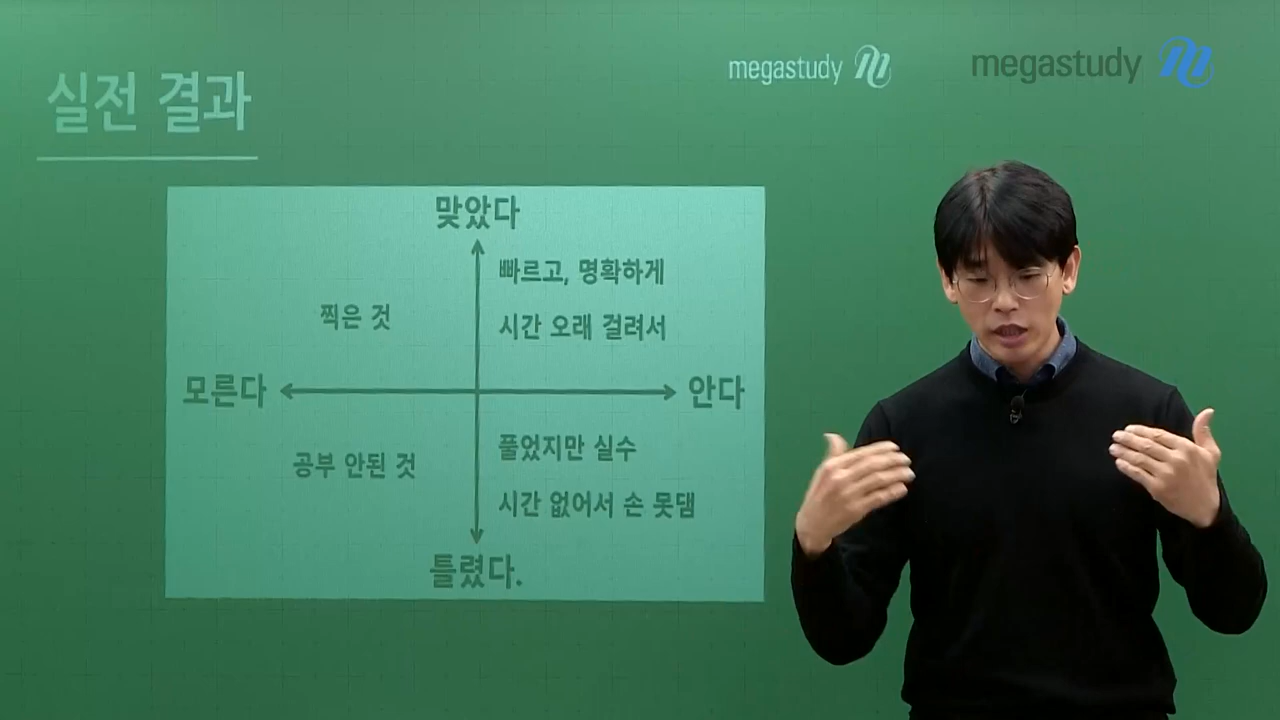 실전 결과
megastudy
megastudy
맞았다
빠르고, 명확하게
찍은 것
시간 오래 걸려서
모른다
안다
풀었지만 실수
공부 안된 것
시간 없어서 손 못댐
틀렸다.